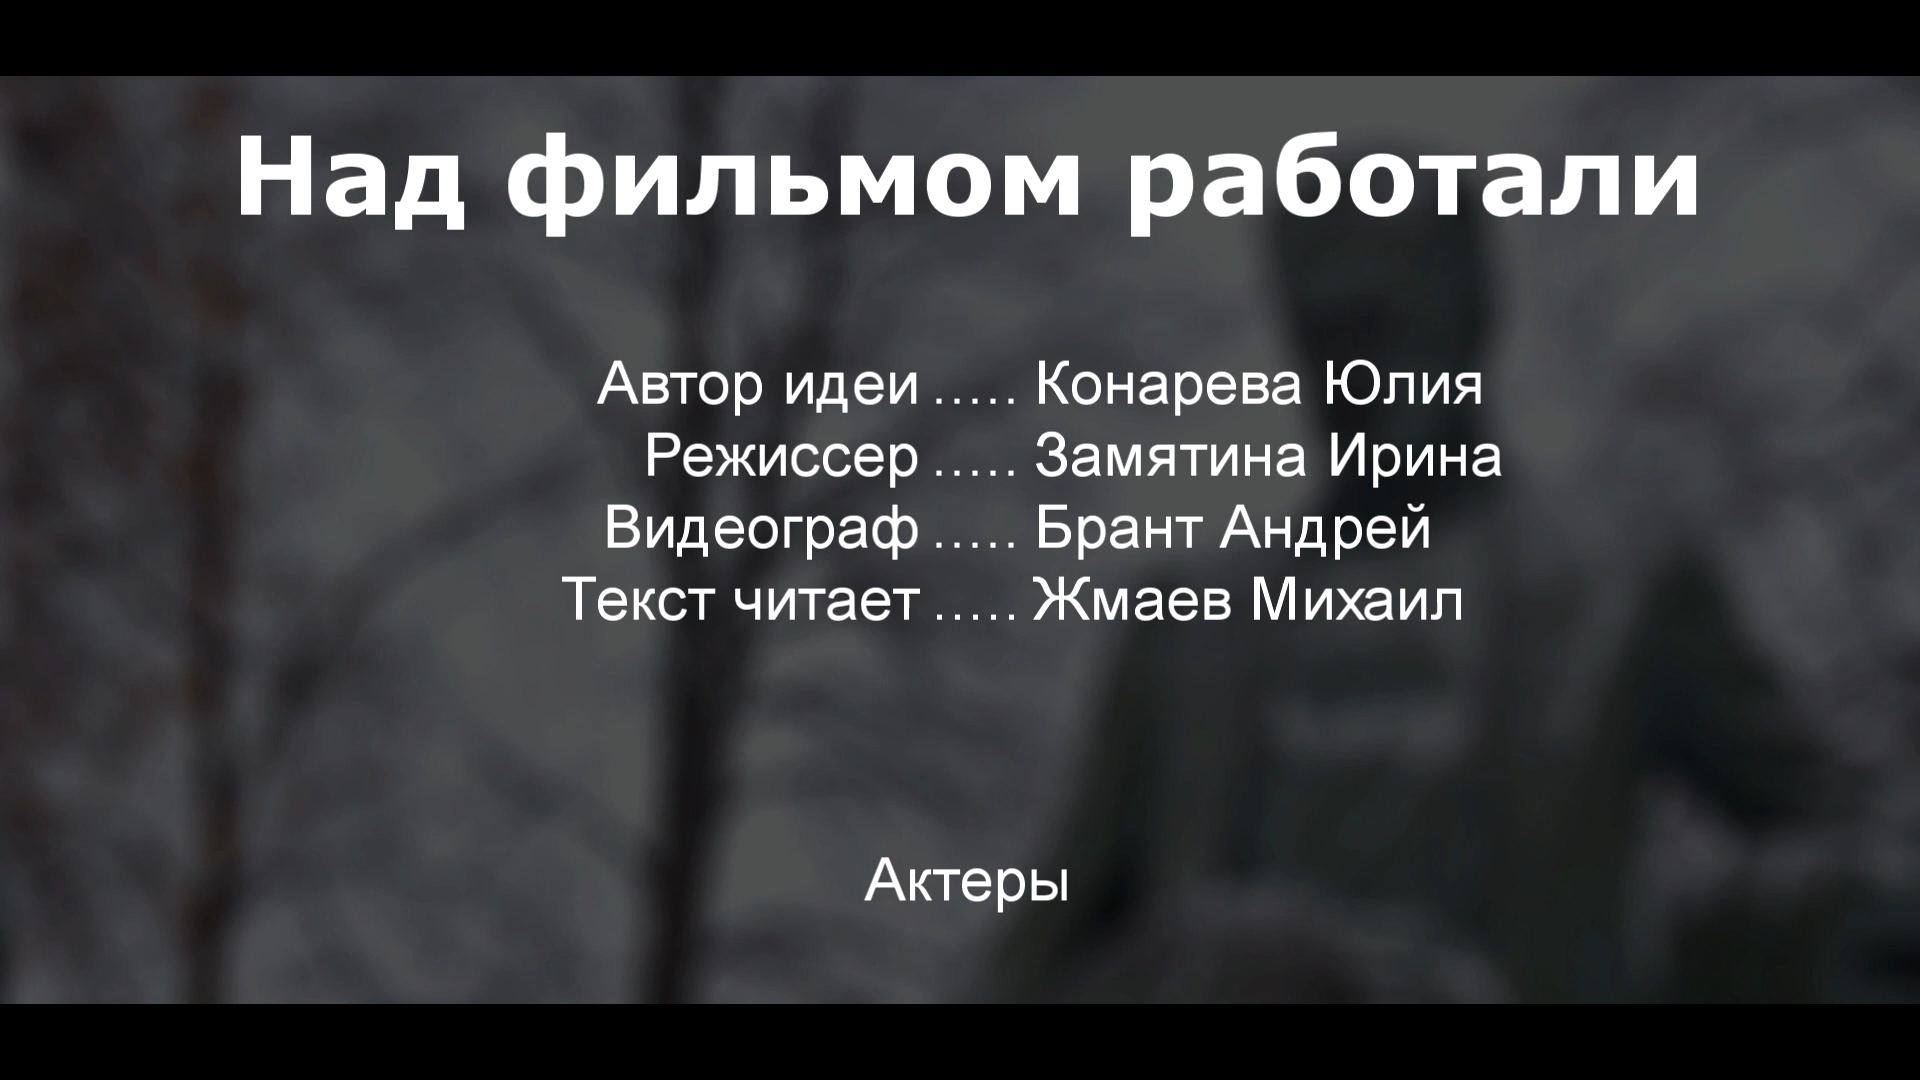 Над фильмом работали
Автор идеи ..... Конарева Юлия
Режиссер ..... Замятина Ирина
Видеограф ..... Брант Андрей
Текст читает ..... Жмаев Михаил
Актеры